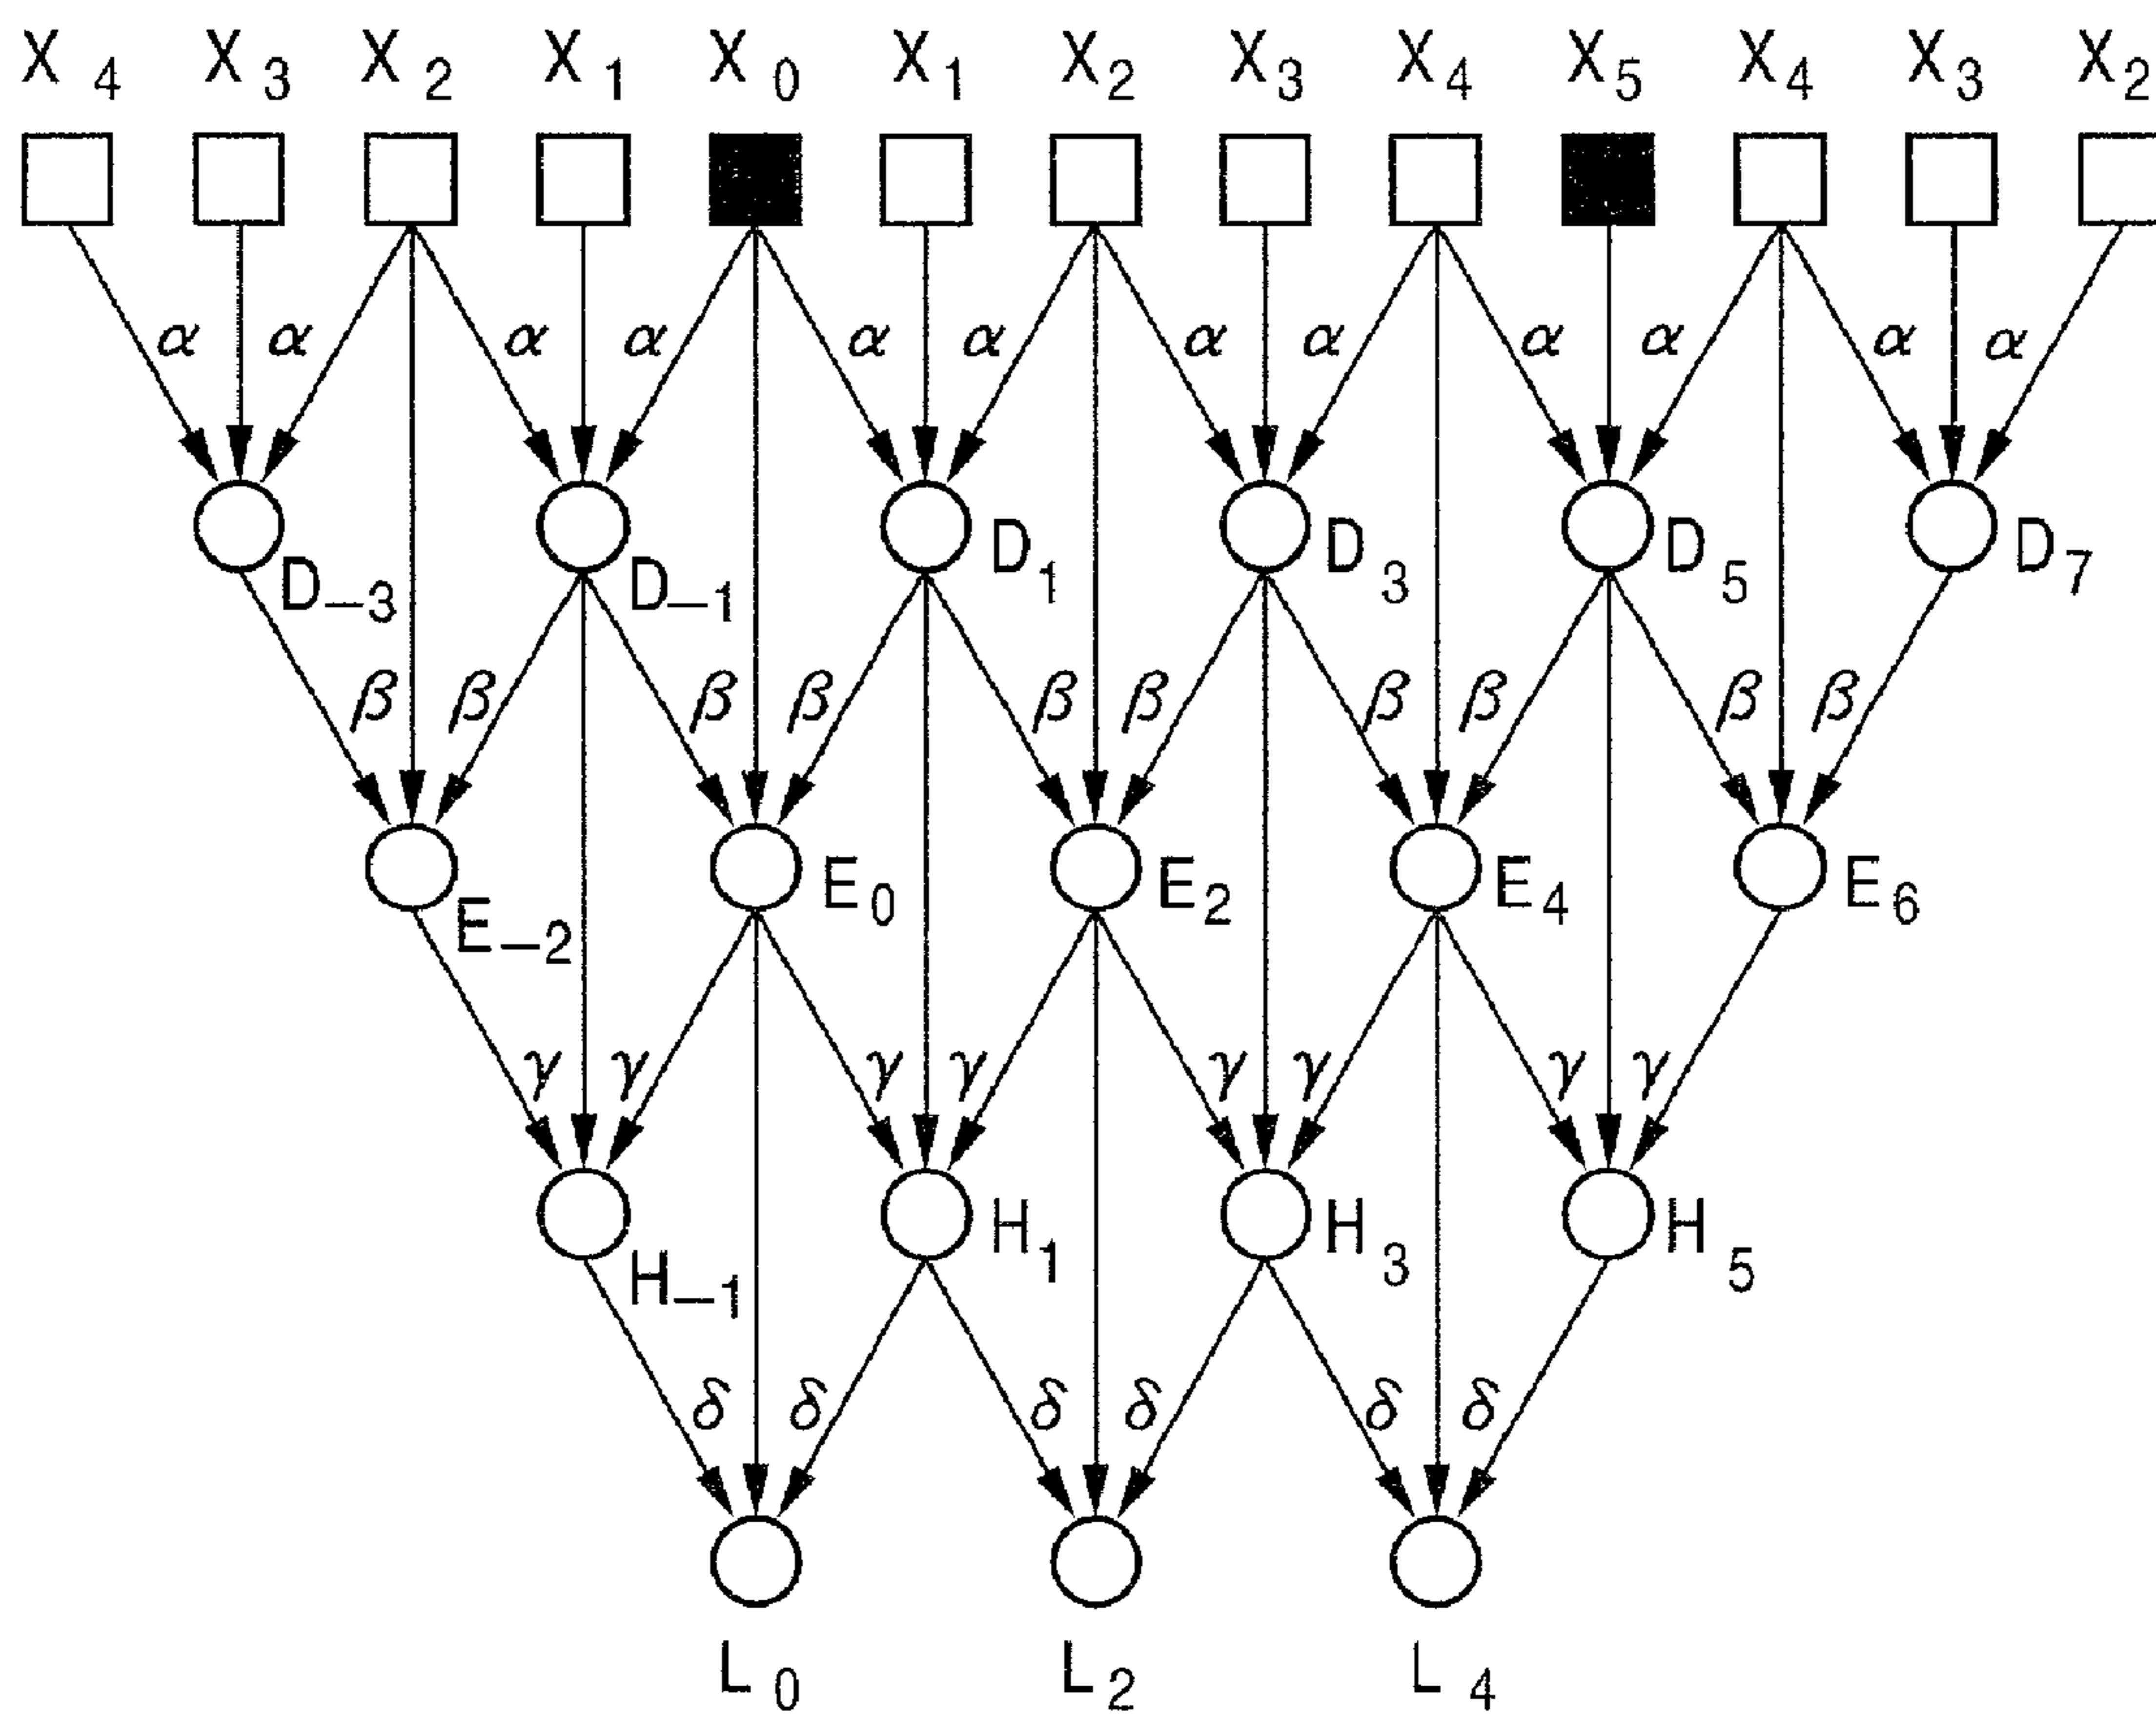 X4 X3 X2 X1 X0 X1 X2 X3 X4 X5 X4 X3 X2
α α α α α α α α α α α α
D–3 D–1 D1 D3 D5 D7
β β β β β β β β β β
E–2 E0 E2 E4 E6
γ γ γ γ γ γ γ γ
H–1 H1 H3 H5
δ δ δ δ δ δ
L0 L2 L4